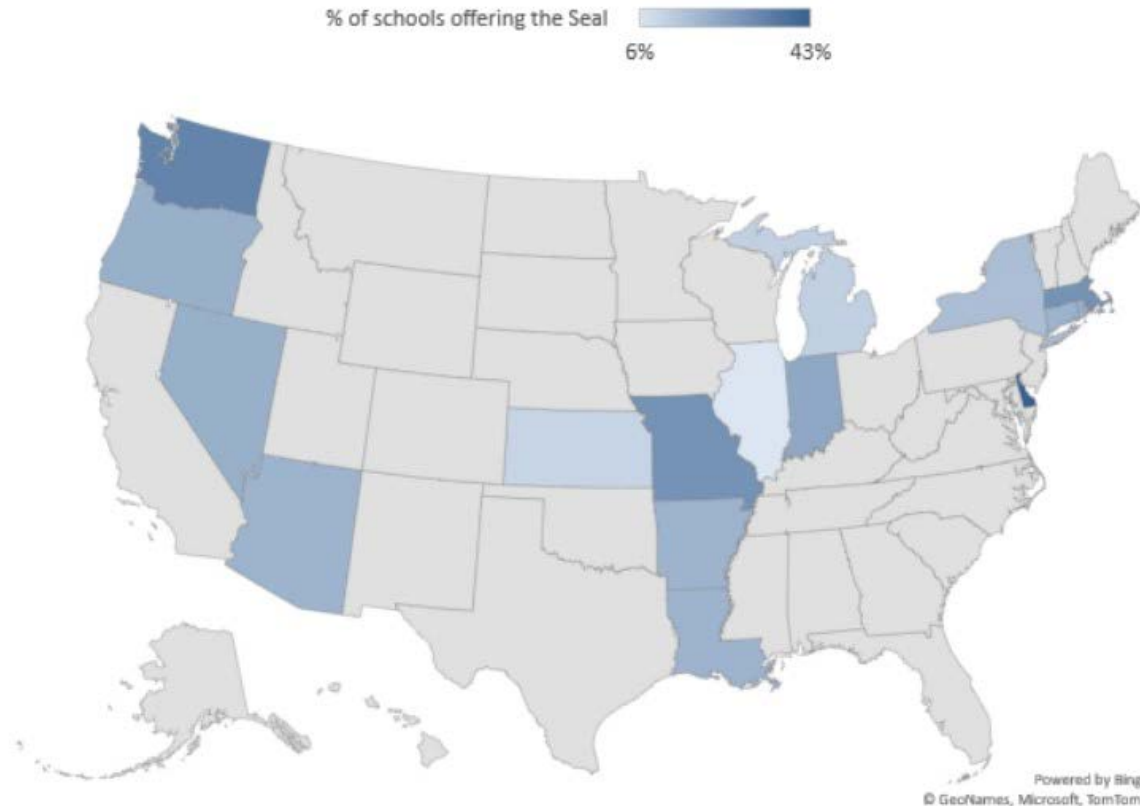 % of schools offering the Seal
6%
43%
Powered by Bing
© GeoNames, Microsoft, TomTom